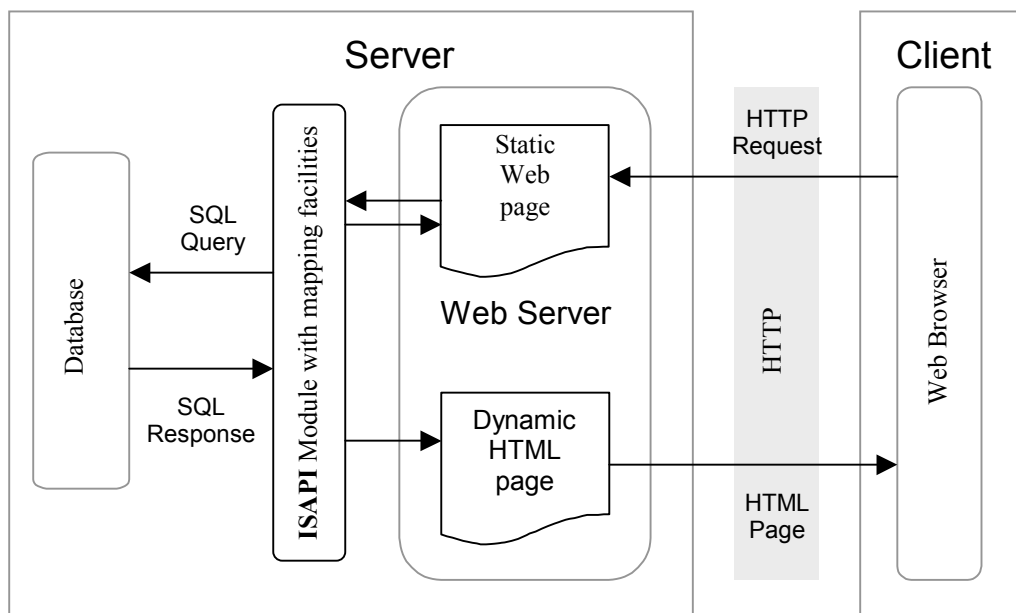 Server
Client
HTTP
Request
Static
Web
page
SQL
Query
ISAPI Module with mapping facilities
Web Server
Database
HTTP
Web Browser
SQL
Response
Dynamic
HTML
page
HTML
Page